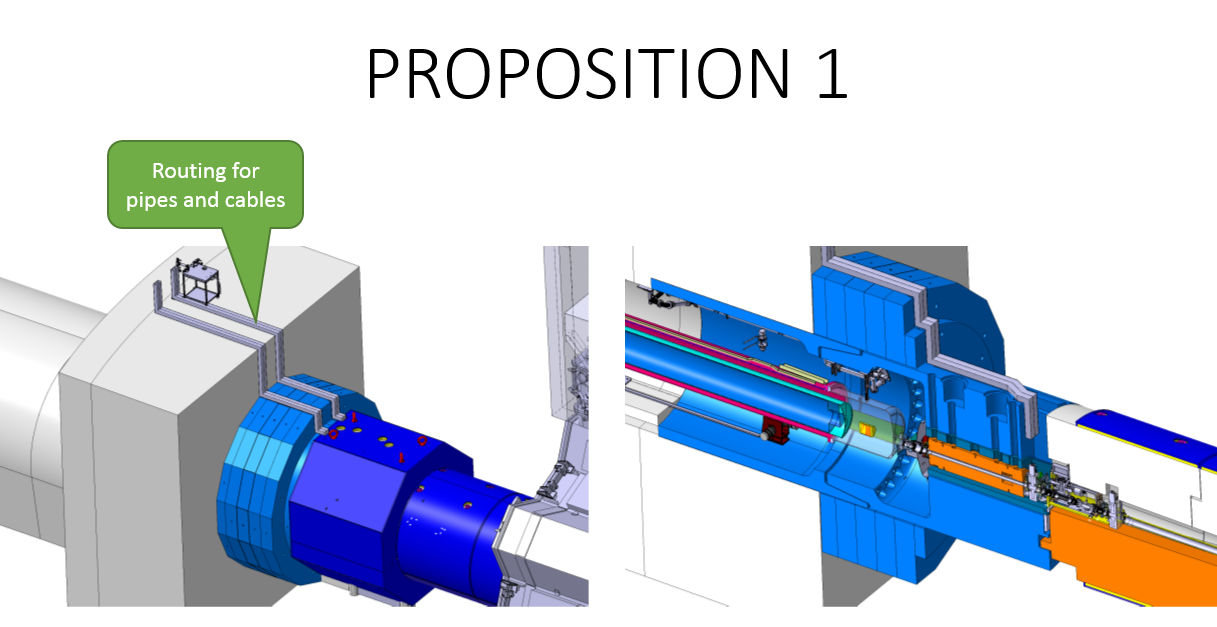 PROPOSITION 1
Routing for
pipes and cables